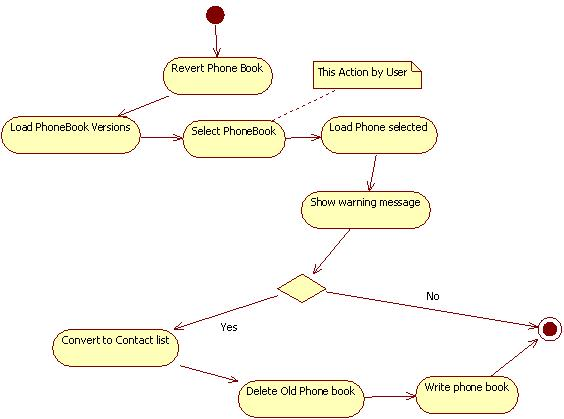 Revert Phone Book
This Action by User
Load PhoneBook Versions
Select PhoneBook
Load Phone selected
Show warning message
No
Yes
Convert to Contact list
Delete Old Phone book
Write phone book